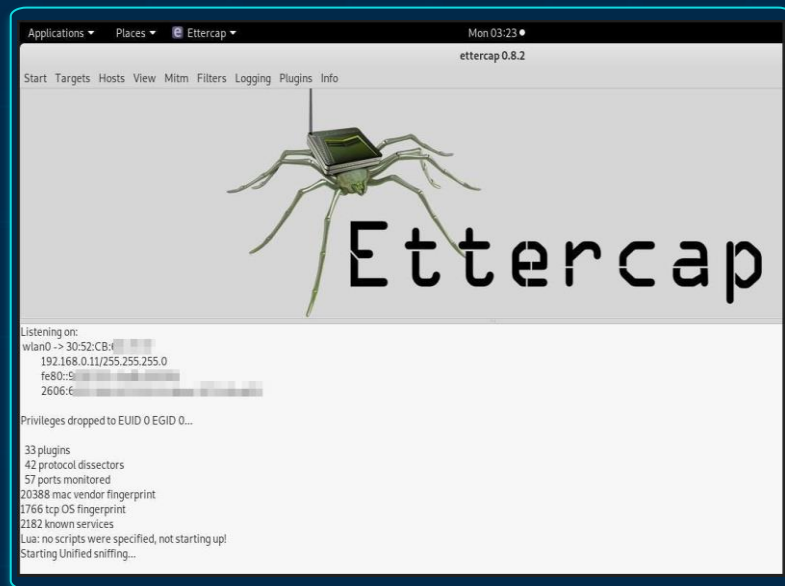 Applications Places Ettercap Mon 03:23
ettercap 0.8.2
Start Targets Hosts View Mitm Filters Logging Plugins Info
Ettercap
Listening on:
wlan0 -> 30:52:CB:
192.168.0.11/255.255.255.0
fe80::9
2606:6
Privileges dropped to EUID 0 EGID 0...
33 plugins
42 protocol dissectors
57 ports monitored
20388 mac vendor fingerprint
1766 tcp OS fingerprint
2182 known services
Lua: no scripts were specified, not starting up!
Starting Unified sniffing...